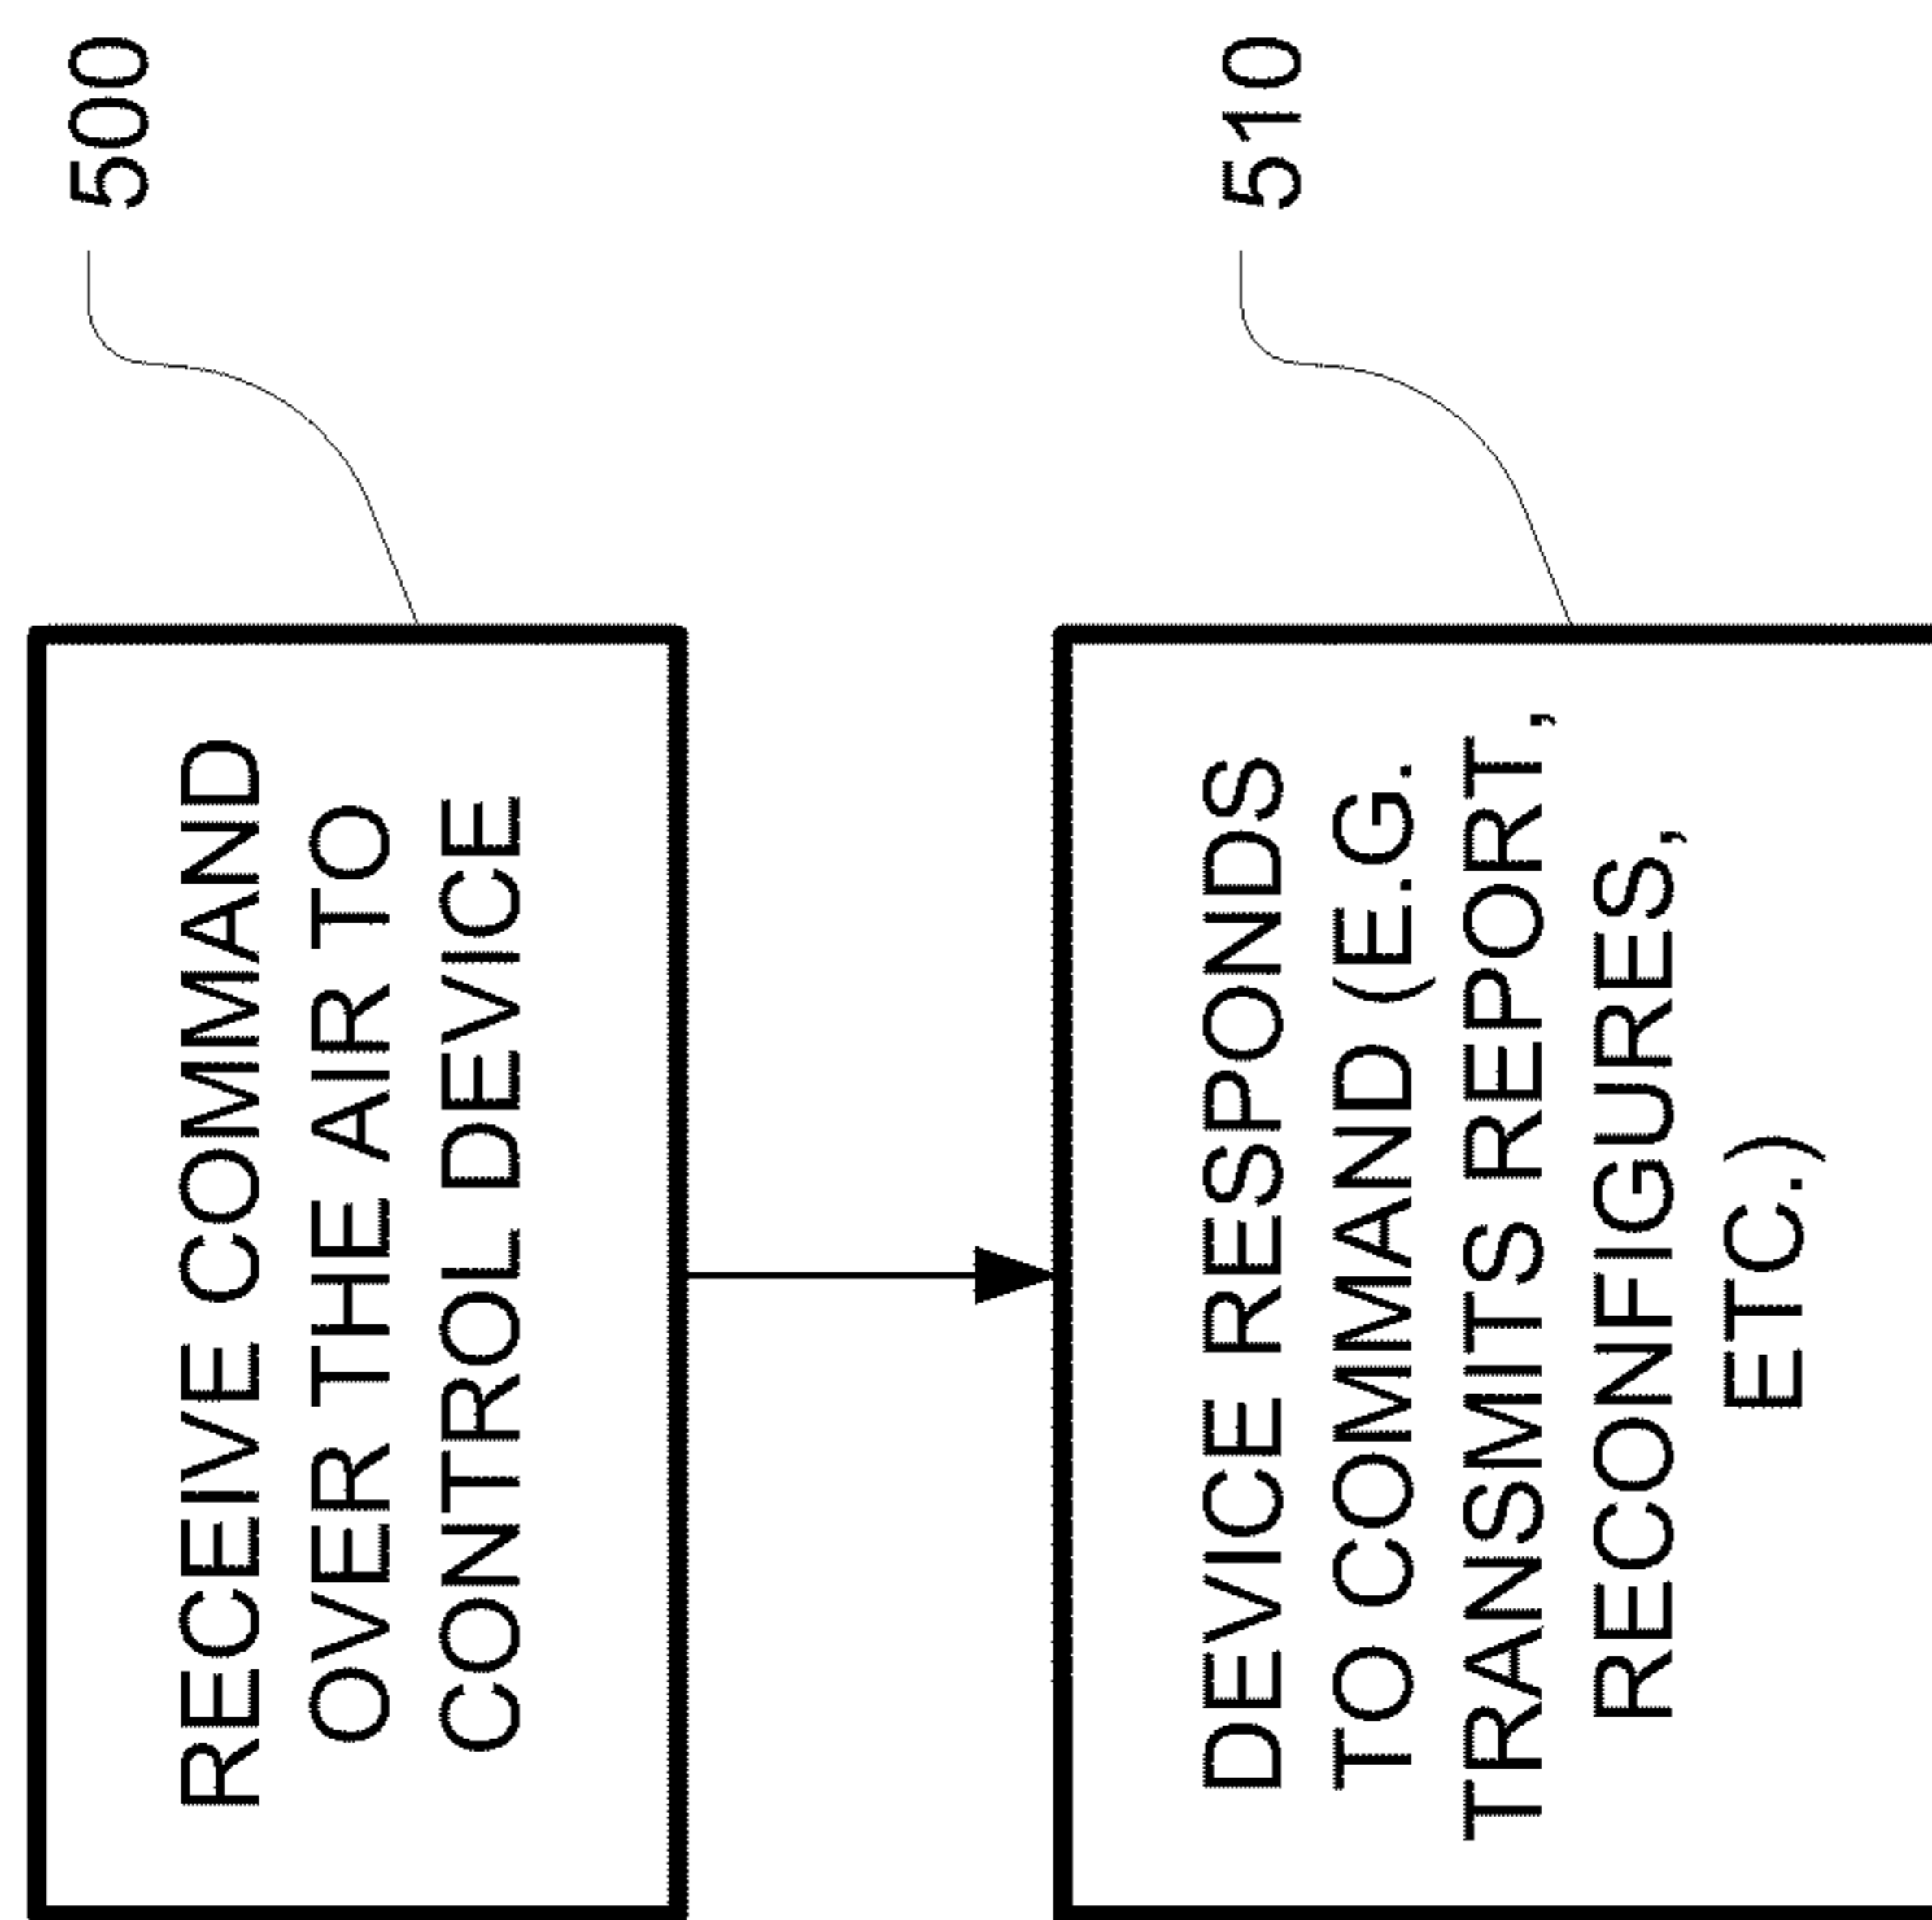 500
RECEIVE COMMAND
OVER THE AIR TO
CONTROL DEVICE
510
DEVICE RESPONDS
TO COMMAND (E.G.
TRANSMITS REPORT,
RECONFIGURES,
ETC.)